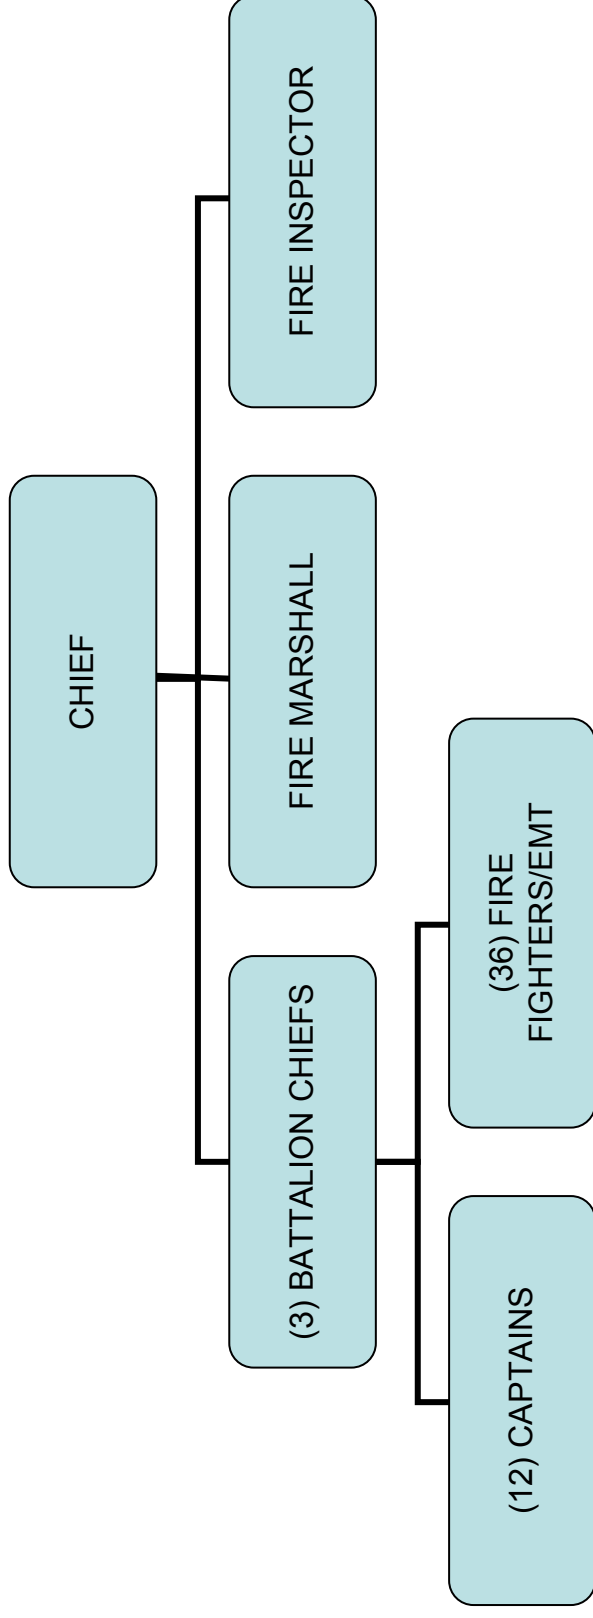 CHIEF
(3) BATTALION CHIEFS
FIRE MARSHALL
FIRE INSPECTOR
(12) CAPTAINS
(36) FIRE
FIGHTERS/EMT